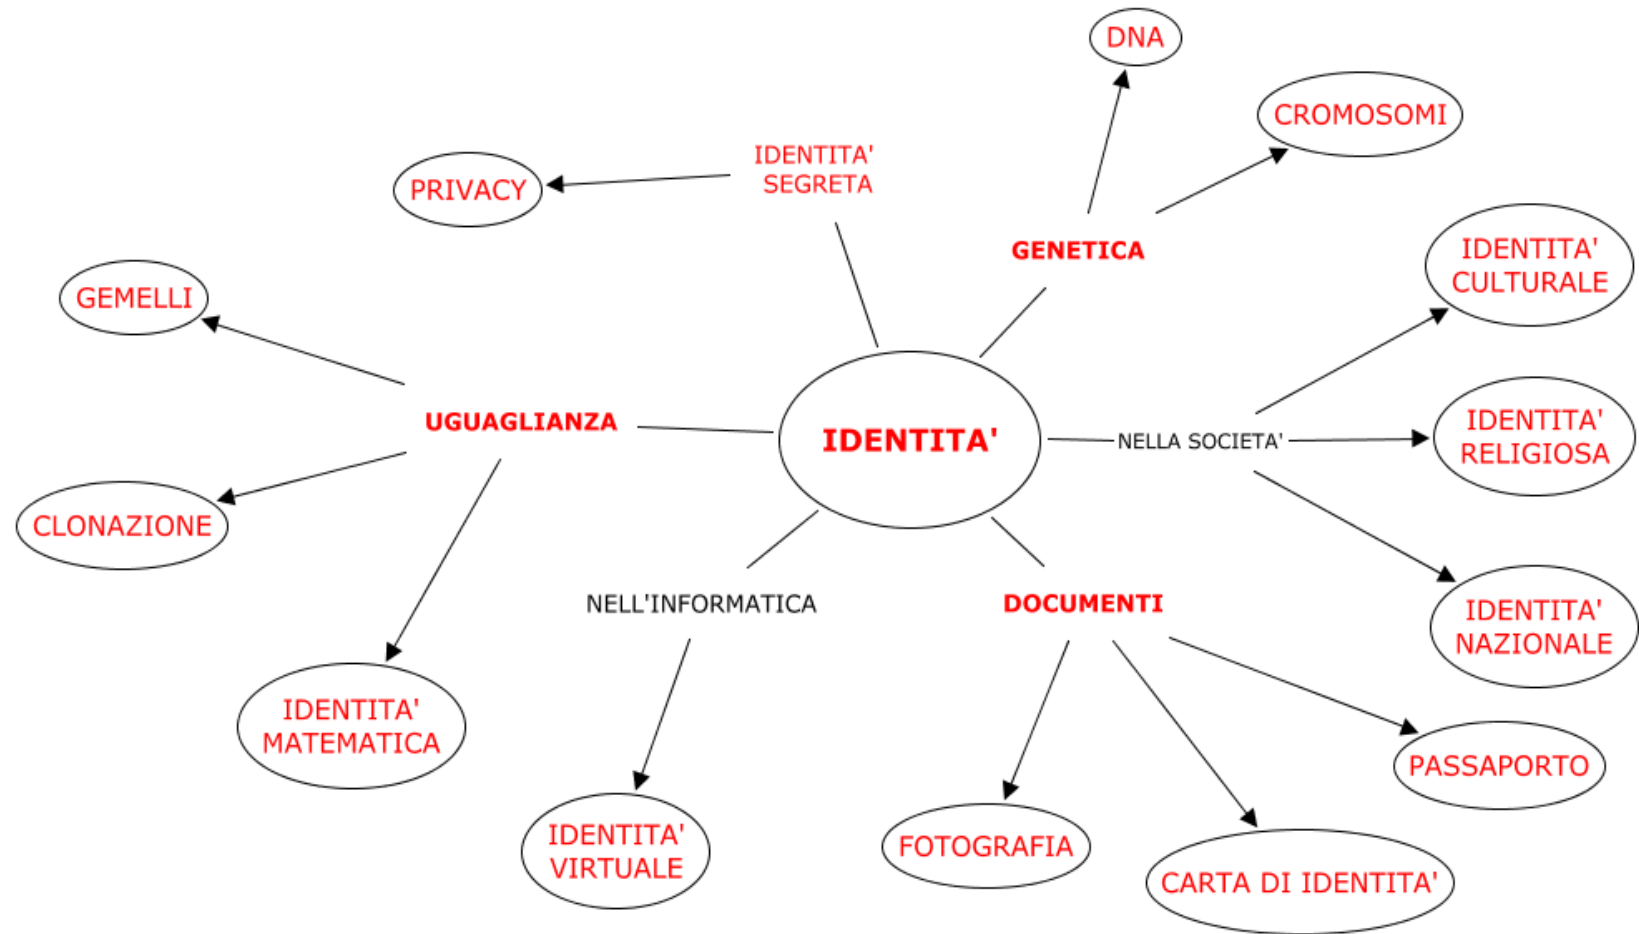 DNA
CROMOSOMI
IDENTITA'
SEGRETA
PRIVACY
GENETICA
IDENTITA'
CULTURALE
GEMELLI
UGUAGLIANZA
IDENTITA'
NELLA SOCIETA'
IDENTITA'
RELIGIOSA
CLONAZIONE
NELL'INFORMATICA
DOCUMENTI
IDENTITA'
NAZIONALE
IDENTITA'
MATEMATICA
PASSAPORTO
IDENTITA'
VIRTUALE
FOTOGRAFIA
CARTA DI IDENTITA'